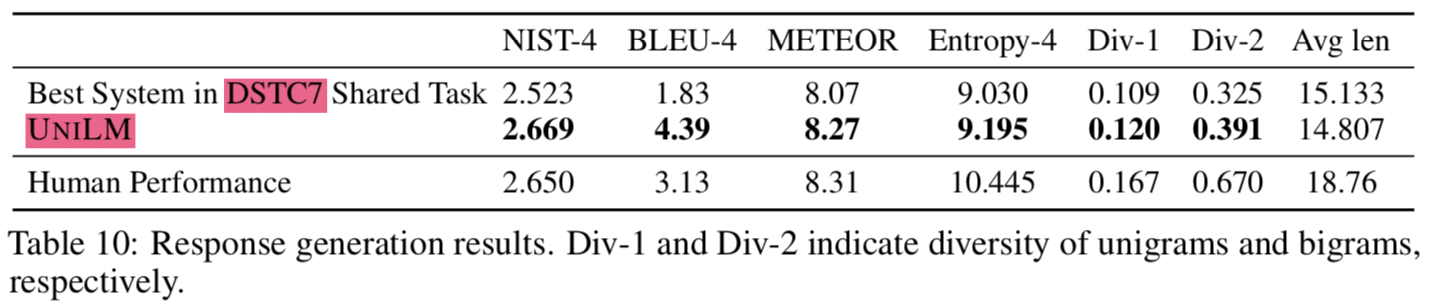 NIST-4 BLEU-4 METEOR Entropy-4 Div-1 Div-2 Avg len
Best System in DSTC7 Shared Task 2.523 1.83 8.07 9.030 0.109 0.325 15.133
UNILM 2.669 4.39 8.27 9.195 0.120 0.391 14.807
Human Performance 2.650 3.13 8.31 10.445 0.167 0.670 18.76
Table 10: Response generation results. Div-1 and Div-2 indicate diversity of unigrams and bigrams,
respectively.